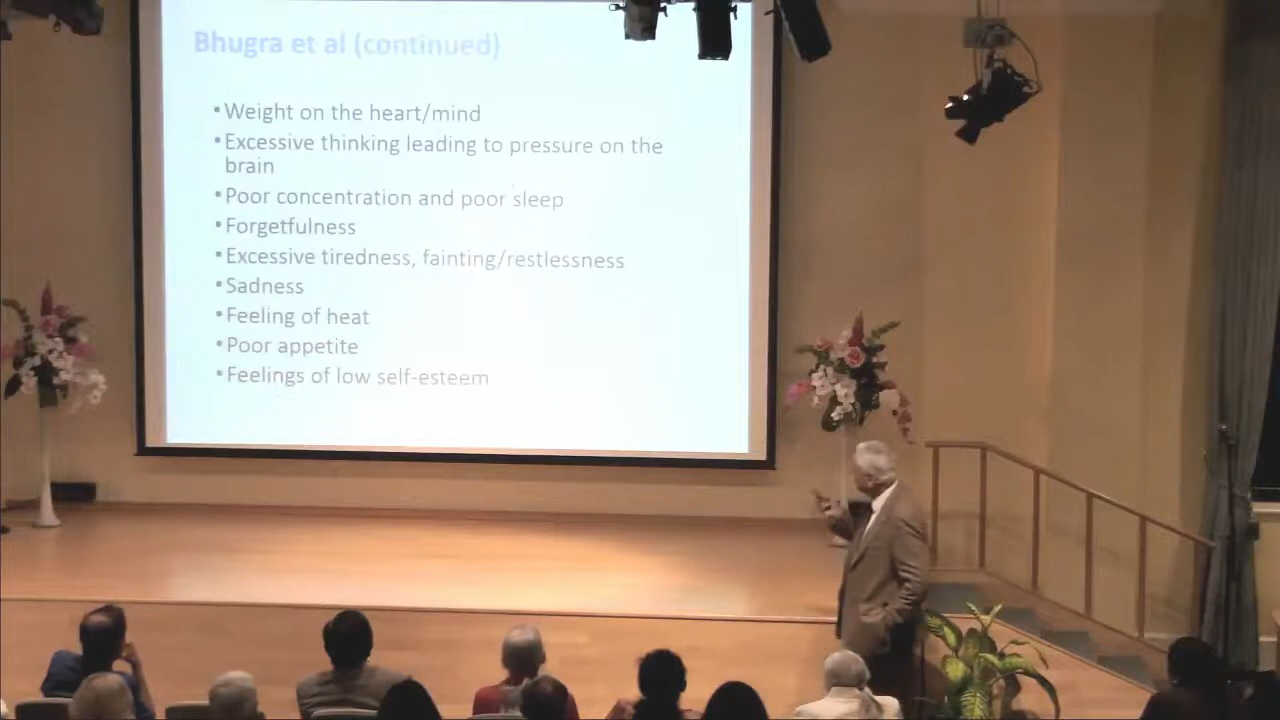 Bhugra et al (continued)
•Weight on the heart/mind
•Excessive thinking leading to pressure on the
brain
•Poor concentration and poor sleep
•Forgetfulness
•Excessive tiredness, fainting/restlessness
•Sadness
•Feeling of heat
•Poor appetite
•Feelings of low self-esteem